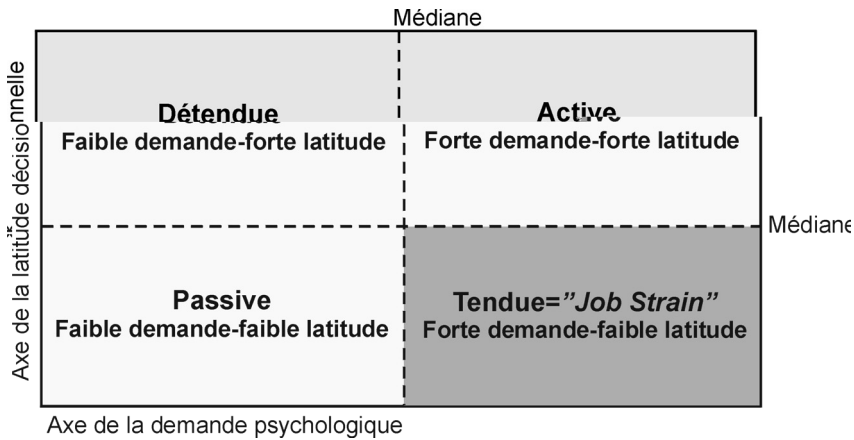 Médiane
Axe de la latitude décisionnelle
Détendue
Faible demande-forte latitude
Active
Forte demande-forte latitude
Médiane
Passive
Faible demande-faible latitude
Tendue=”Job Strain”
Forte demande-faible latitude
Axe de la demande psychologique